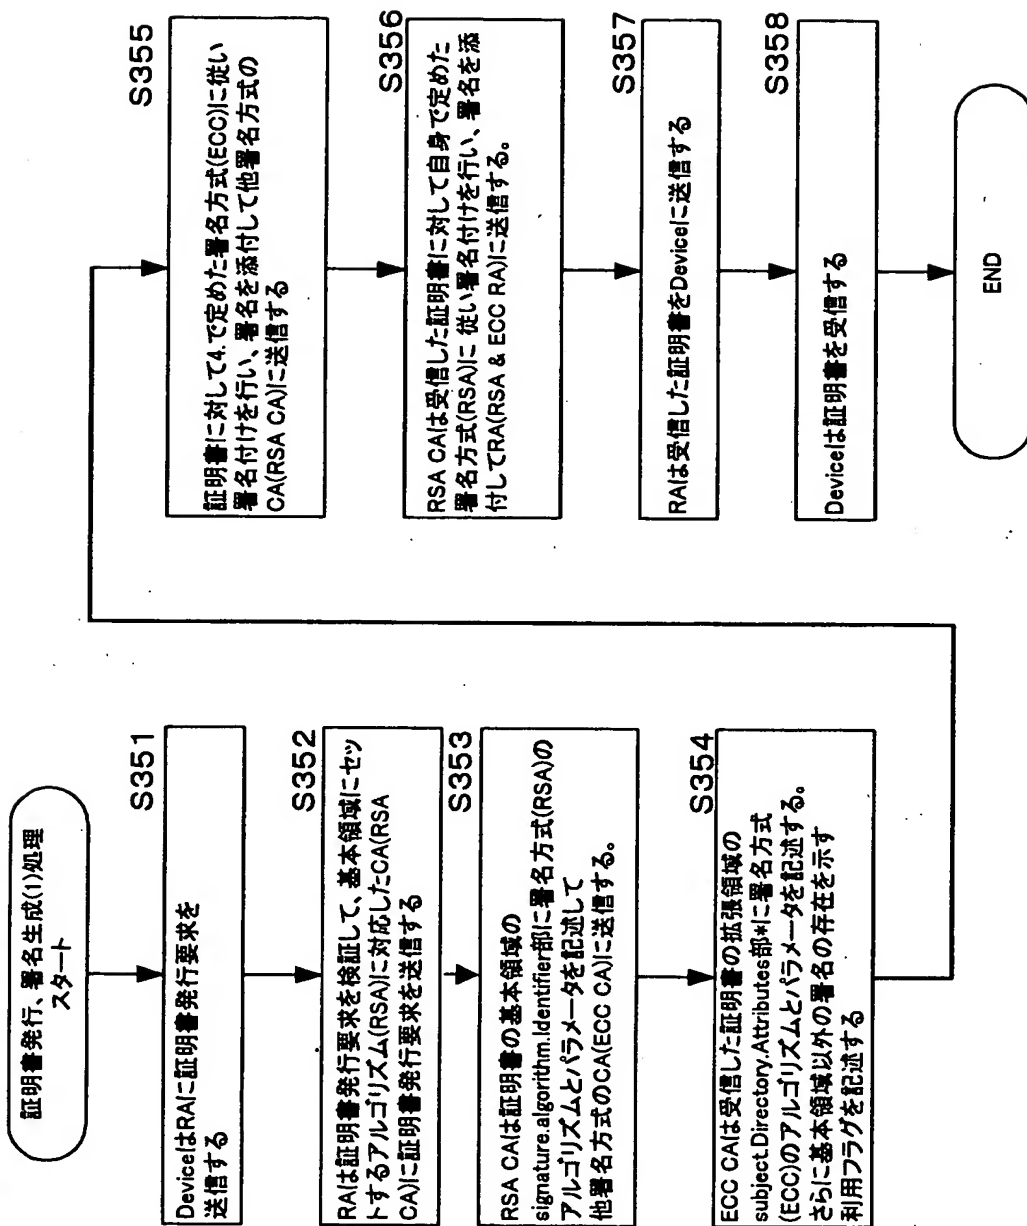 証明書発行、署名生成(1)処理
スタート
S351
DeviceはRAに証明書発行要求を
送信する
S352
RAは証明書発行要求を検証して、基本領域にセッ
トするアルゴリズム(RSA)に対応したCA(RSA
CA)に証明書発行要求を送信する
S353
RSA CAは証明書の基本領域の
signature.algorithm.Identifier部に署名方式(RSA)の
アルゴリズムとパラメータを記述して
他署名方式のCA(ECC CA)に送信する。
S354
ECC CAは受信した証明書の拡張領域の
subject.Directory.Attributes部*に署名方式
(ECC)のアルゴリズムとパラメータを記述する。
さらに基本領域以外の署名の存在を示す
利用フラグを記述する
S355
証明書に対して4.で定めた署名方式(ECC)に従い
署名付けを行い、署名を添付して他署名方式の
CA(RSA CA)に送信する
S356
RSA CAは受信した証明書に対して自身で定めた
署名方式(RSA)に 従い署名付けを行い、署名を添
付してRA(RSA & ECC RA)に送信する。
S357
RAは受信した証明書をDeviceに送信する
S358
Deviceは証明書を受信する
END